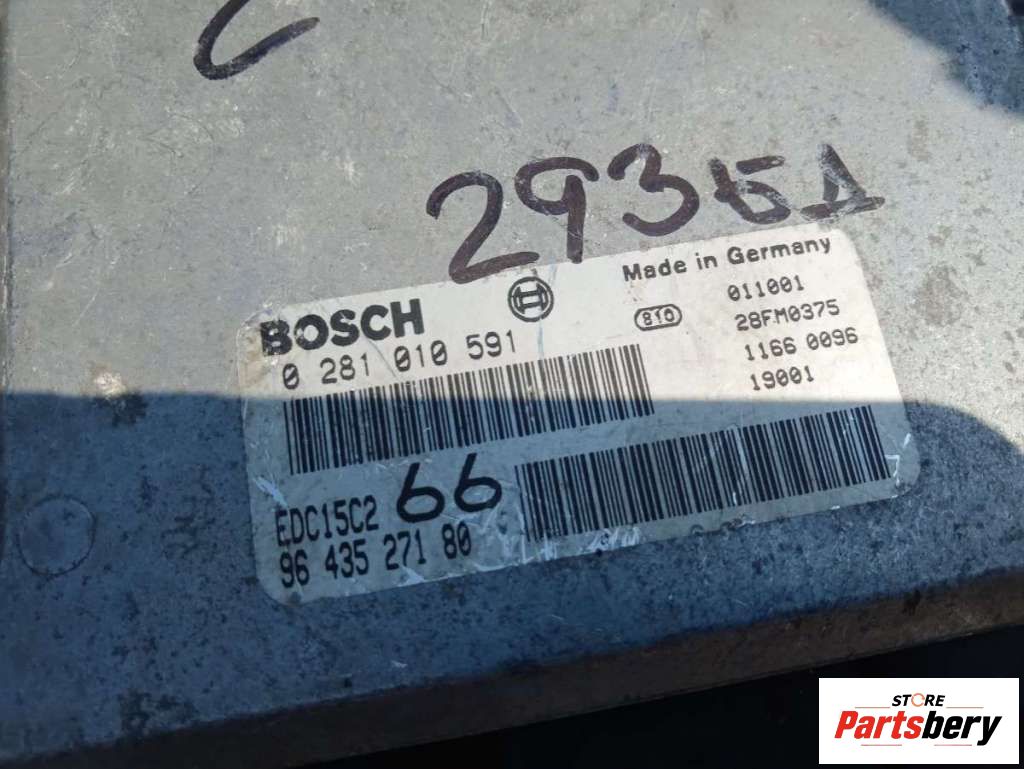 293
BOSCH
Made in Germany
0 281 010 591
810
011001
28FM0375
1166 0096
19001
EDC15C2
66
96 435 271 80
STORE
Partsbery